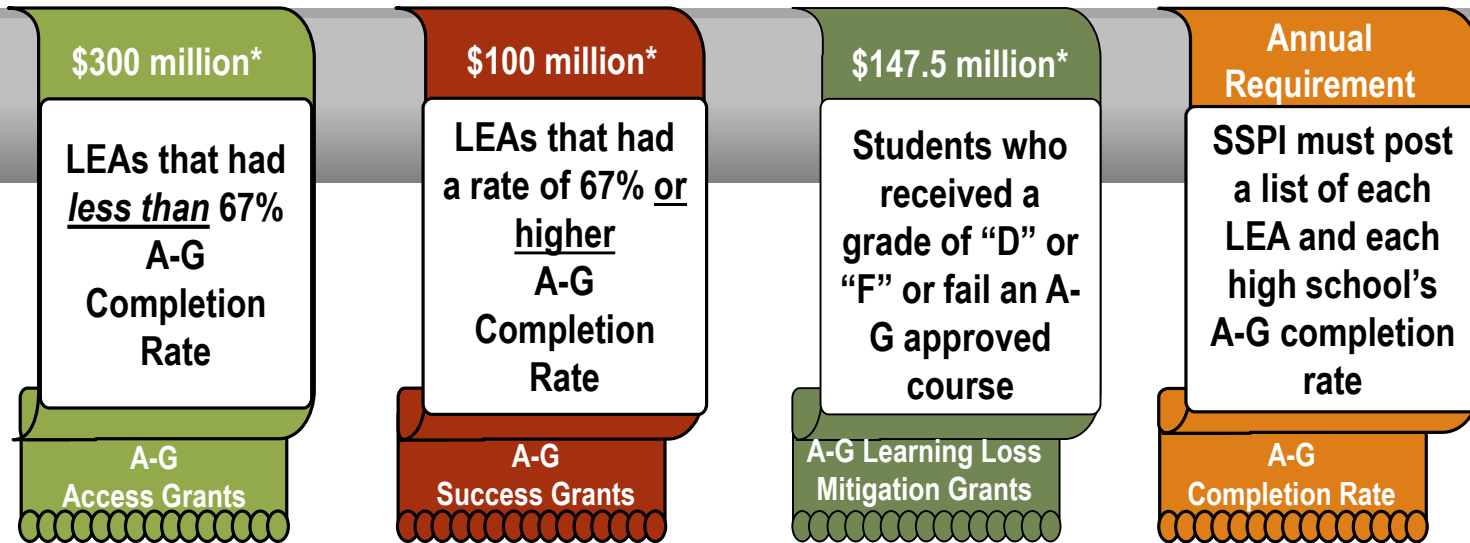 $300 million*
LEAs that had
less than 67%
A-G
Completion
Rate
A-G
Access Grants
$100 million*
LEAs that had
a rate of 67% or
higher
A-G
Completion
Rate
A-G
Success Grants
$147.5 million*
Students who
received a
grade of “D” or
“F” or fail an A-
G approved
course
A-G Learning Loss
Mitigation Grants
Annual
Requirement
SSPI must post
a list of each
LEA and each
high school’s
A-G completion
rate
A-G
Completion Rate